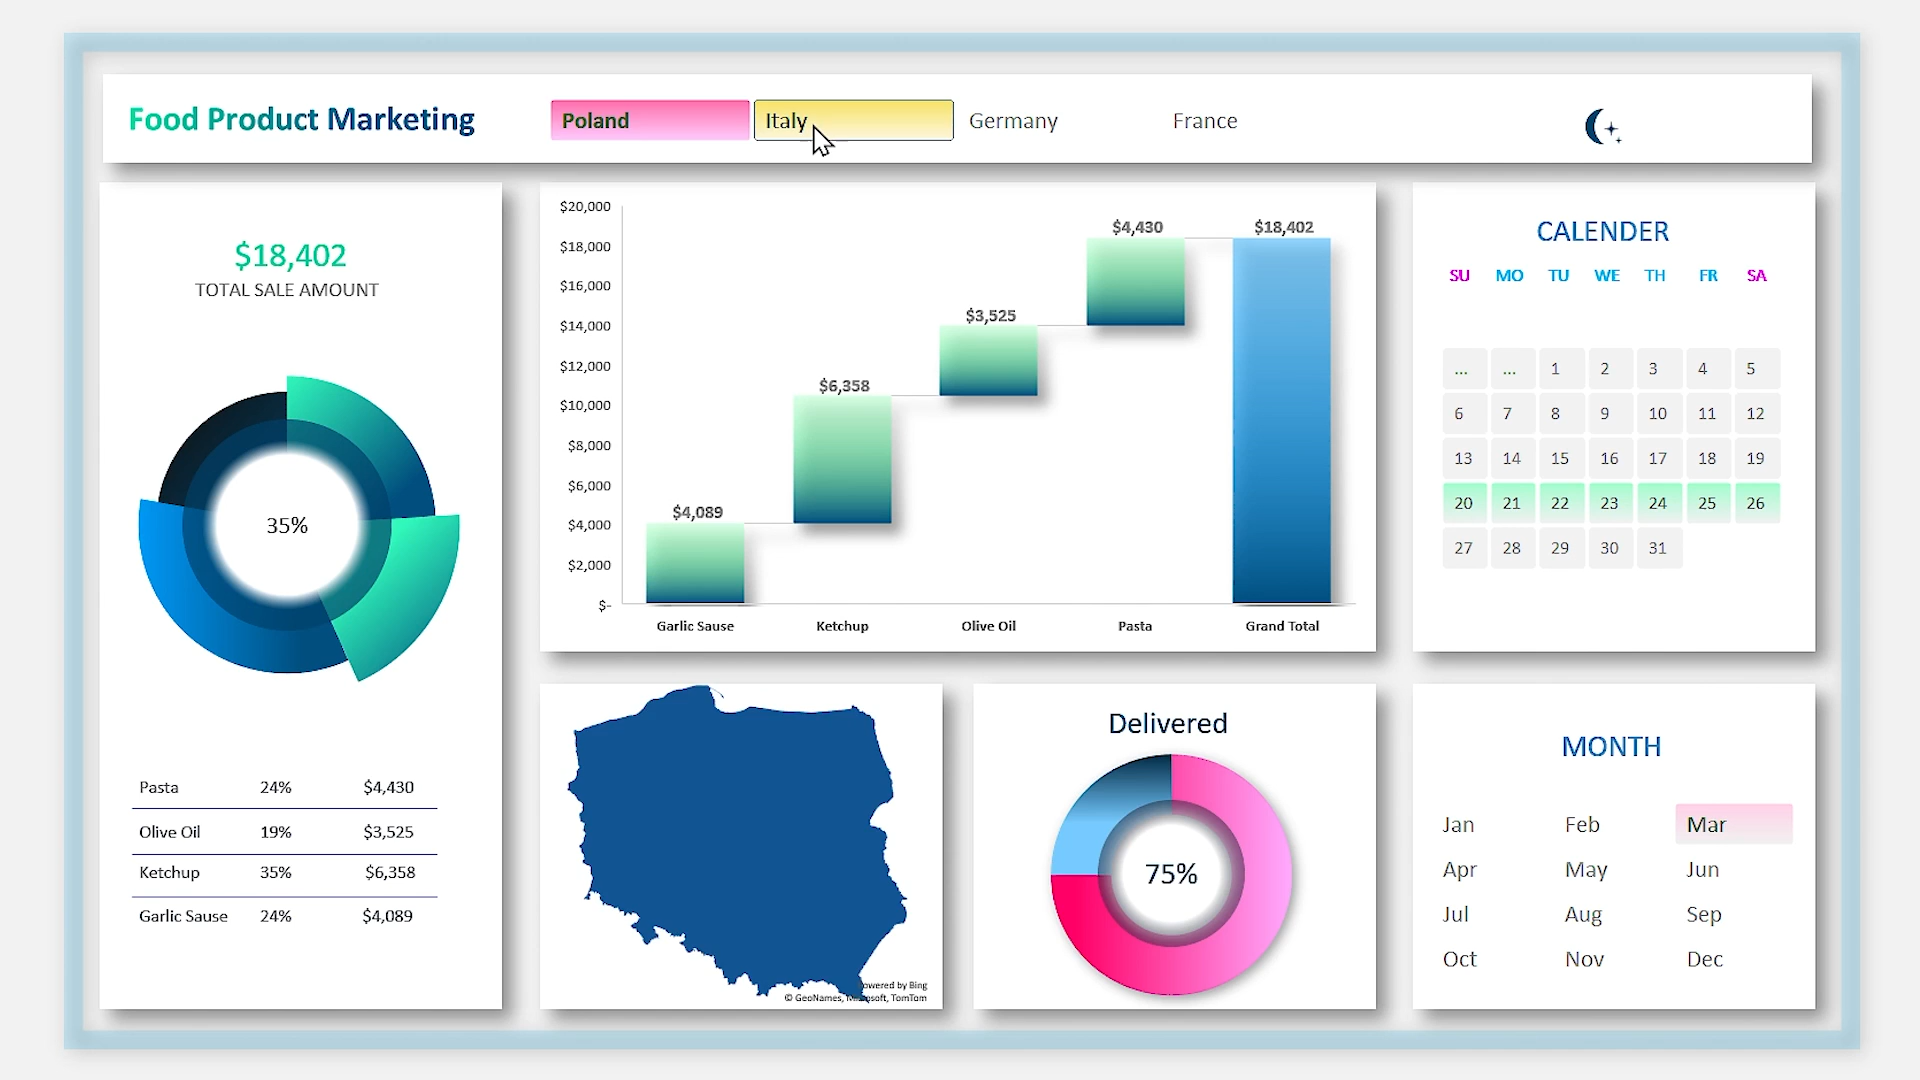 Food Product Marketing
Poland
Italy
Germany
France
$18,402
TOTAL SALE AMOUNT
35%
Pasta 24% $4,430
Olive Oil 19% $3,525
Ketchup 35% $6,358
Garlic Sause 24% $4,089
$20,000
$18,000
$16,000
$14,000
$12,000
$10,000
$8,000
$6,000
$4,000
$2,000
$-
$4,089
$6,358
$3,525
$4,430
$18,402
Garlic Sause Ketchup Olive Oil Pasta Grand Total
CALENDER
SU MO TU WE TH FR SA
... ... 1 2 3 4 5
6 7 8 9 10 11 12
13 14 15 16 17 18 19
20 21 22 23 24 25 26
27 28 29 30 31
owered by Bing
© GeoNames, TomTom
Delivered
75%
MONTH
Jan Feb Mar
Apr May Jun
Jul Aug Sep
Oct Nov Dec